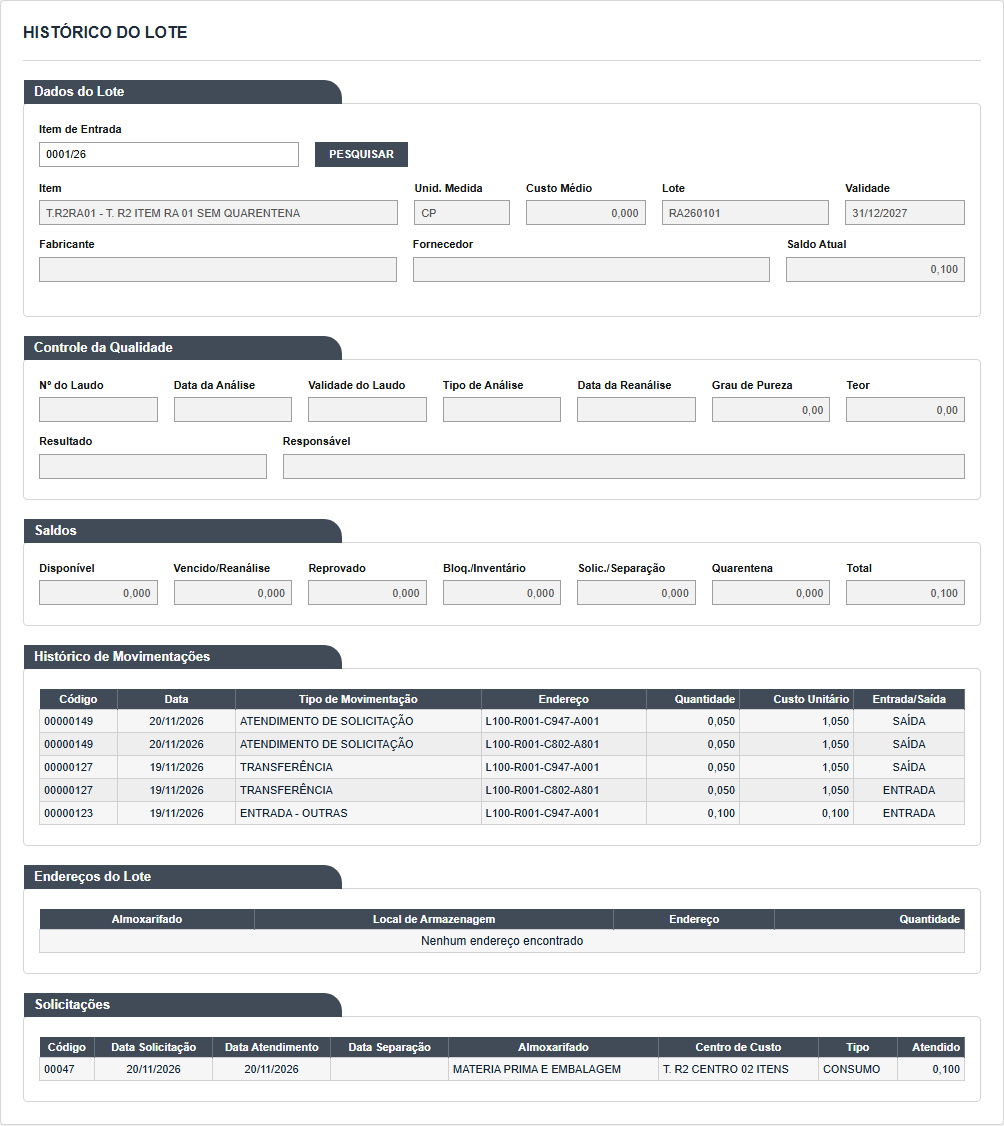 HISTÓRICO DO LOTE
Dados do Lote
Item de Entrada
0001/26 PESQUISAR
Item Unid. Medida Custo Médio Lote Validade
T.R2RA01 - T. R2 ITEM RA 01 SEM QUARENTENA CP 0,000 RA260101 31/12/2027
Fabricante Fornecedor Saldo Atual
0,100
Controle da Qualidade
Nº do Laudo Data da Análise Validade do Laudo Tipo de Análise Data da Reanálise Grau de Pureza Teor
0,00 0,00
Resultado Responsável
Saldos
Disponível Vencido/Reanálise Reprovado Bloq./Inventário Solic./Separação Quarentena Total
0,000 0,000 0,000 0,000 0,000 0,000 0,100
Histórico de Movimentações
Código Data Tipo de Movimentação Endereço Quantidade Custo Unitário Entrada/Saída
00000149 20/11/2026 ATENDIMENTO DE SOLICITAÇÃO L100-R001-C947-A001 0,050 1,050 SAÍDA
00000149 20/11/2026 ATENDIMENTO DE SOLICITAÇÃO L100-R001-C802-A801 0,050 1,050 SAÍDA
00000127 19/11/2026 TRANSFERÊNCIA L100-R001-C947-A001 0,050 1,050 SAÍDA
00000127 19/11/2026 TRANSFERÊNCIA L100-R001-C802-A801 0,050 1,050 ENTRADA
00000123 19/11/2026 ENTRADA - OUTRAS L100-R001-C947-A001 0,100 0,100 ENTRADA
Endereços do Lote
Almoxarifado Local de Armazenagem Endereço Quantidade
Nenhum endereço encontrado
Solicitações
Código Data Solicitação Data Atendimento Data Separação Almoxarifado Centro de Custo Tipo Atendido
00047 20/11/2026 20/11/2026 MATERIA PRIMA E EMBALAGEM T. R2 CENTRO 02 ITENS CONSUMO 0,100